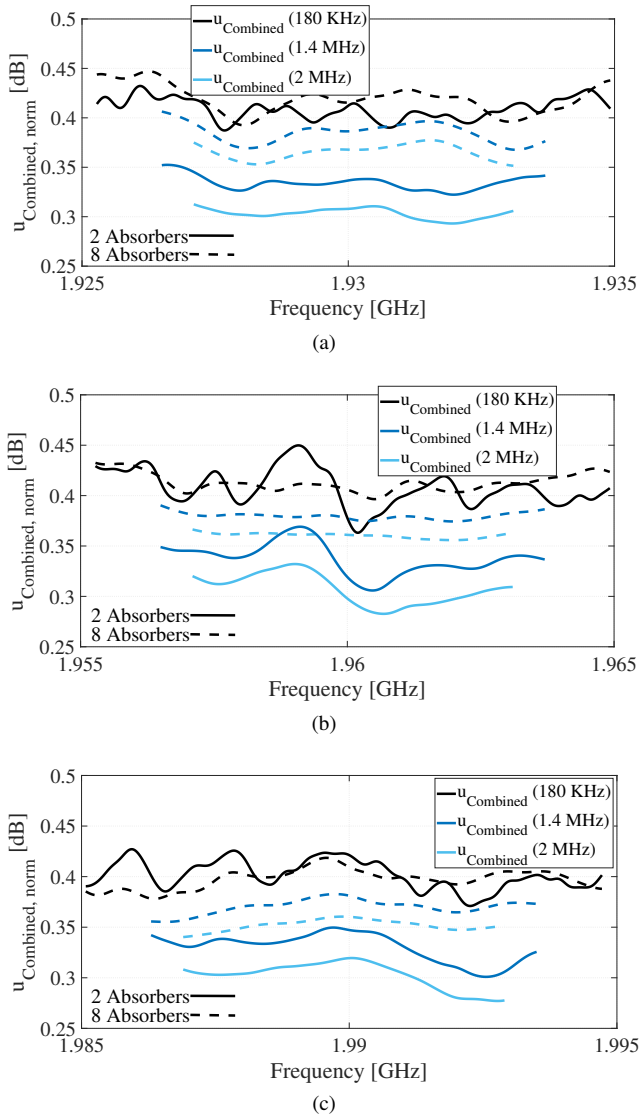 0.5
0.45
0.4
0.35
0.3
0.25
u_Combined, norm [dB]
u_Combined (180 KHz)
u_Combined (1.4 MHz)
u_Combined (2 MHz)
2 Absorbers
8 Absorbers
1.925
1.93
1.935
Frequency [GHz]
(a)
0.5
0.45
0.4
0.35
0.3
0.25
u_Combined, norm [dB]
u_Combined (180 KHz)
u_Combined (1.4 MHz)
u_Combined (2 MHz)
2 Absorbers
8 Absorbers
1.955
1.96
1.965
Frequency [GHz]
(b)
0.5
0.45
0.4
0.35
0.3
0.25
u_Combined, norm [dB]
u_Combined (180 KHz)
u_Combined (1.4 MHz)
u_Combined (2 MHz)
2 Absorbers
8 Absorbers
1.985
1.99
1.995
Frequency [GHz]
(c)